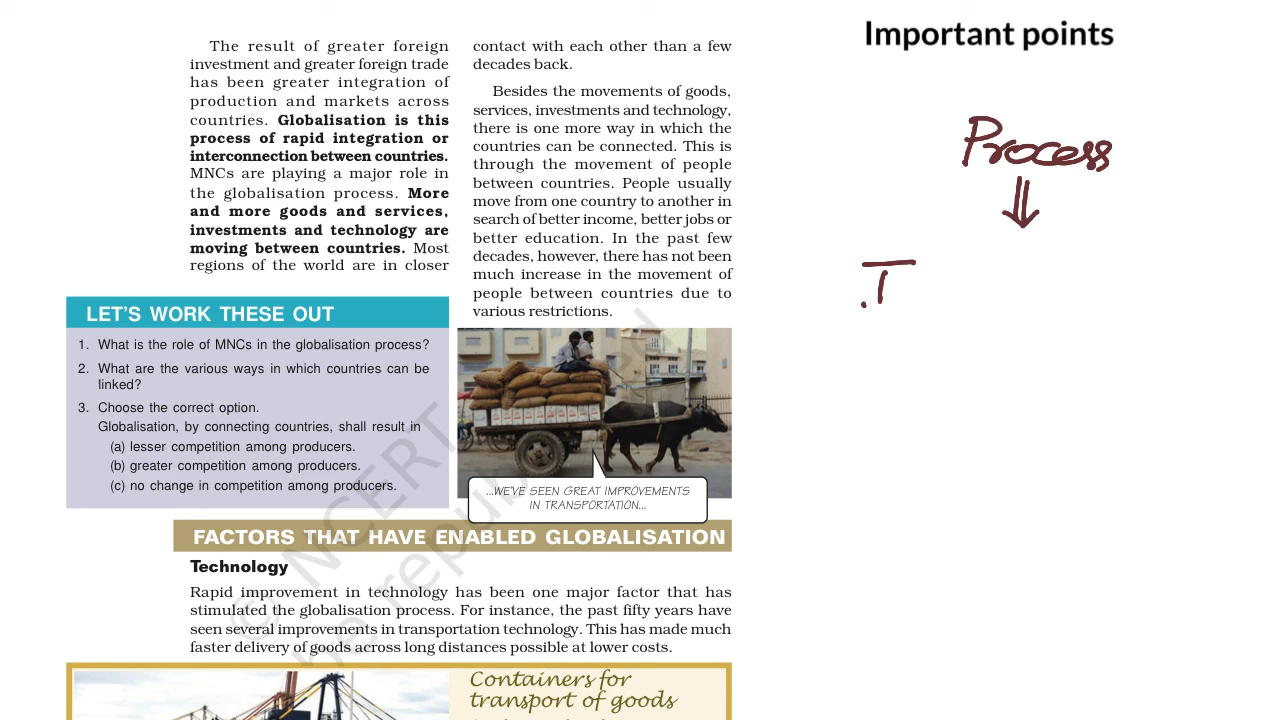 The result of greater foreign
investment and greater foreign trade
has been greater integration of
production and markets across
countries. Globalisation is this
process of rapid integration or
interconnection between countries.
MNCs are playing a major role in
the globalisation process. More
and more goods and services,
investments and technology are
moving between countries. Most
regions of the world are in closer
contact with each other than a few
decades back.
Besides the movements of goods,
services, investments and technology,
there is one more way in which the
countries can be connected. This is
through the movement of people
between countries. People usually
move from one country to another in
search of better income, better jobs or
better education. In the past few
decades, however, there has not been
much increase in the movement of
people between countries due to
various restrictions.
LET'S WORK THESE OUT
1. What is the role of MNCs in the globalisation process?
2. What are the various ways in which countries can be
linked?
3. Choose the correct option.
Globalisation, by connecting countries, shall result in
(a) lesser competition among producers.
(b) greater competition among producers.
(c) no change in competition among producers.
...WE'VE SEEN GREAT IMPROVEMENTS
IN TRANSPORTATION...
FACTORS THAT HAVE ENABLED GLOBALISATION
Technology
Rapid improvement in technology has been one major factor that has
stimulated the globalisation process. For instance, the past fifty years have
seen several improvements in transportation technology. This has made much
faster delivery of goods across long distances possible at lower costs.
Containers for
transport of goods
© NCERT
Important points
Process